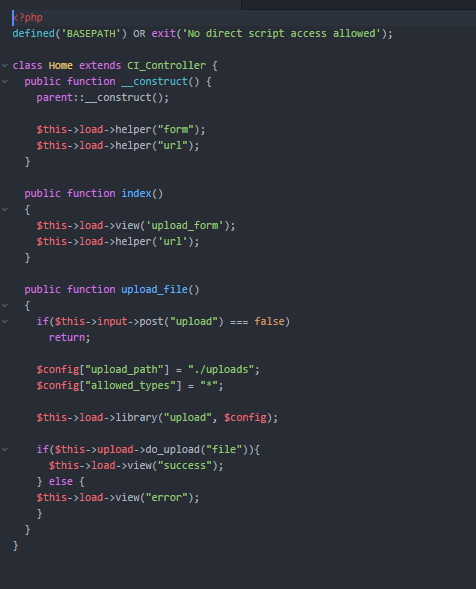 <?php
defined('BASEPATH') OR exit('No direct script access allowed');
class Home extends CI_Controller {
public function __construct() {
parent::__construct();
$this->load->helper("form");
$this->load->helper("url");
}
public function index()
{
$this->load->view('upload_form');
$this->load->helper('url');
}
public function upload_file()
{
if($this->input->post("upload") === false)
return;
$config["upload_path"] = "./uploads";
$config["allowed_types"] = "*";
$this->load->library("upload", $config);
if($this->upload->do_upload("file")){
$this->load->view("success");
} else {
$this->load->view("error");
}
}
}